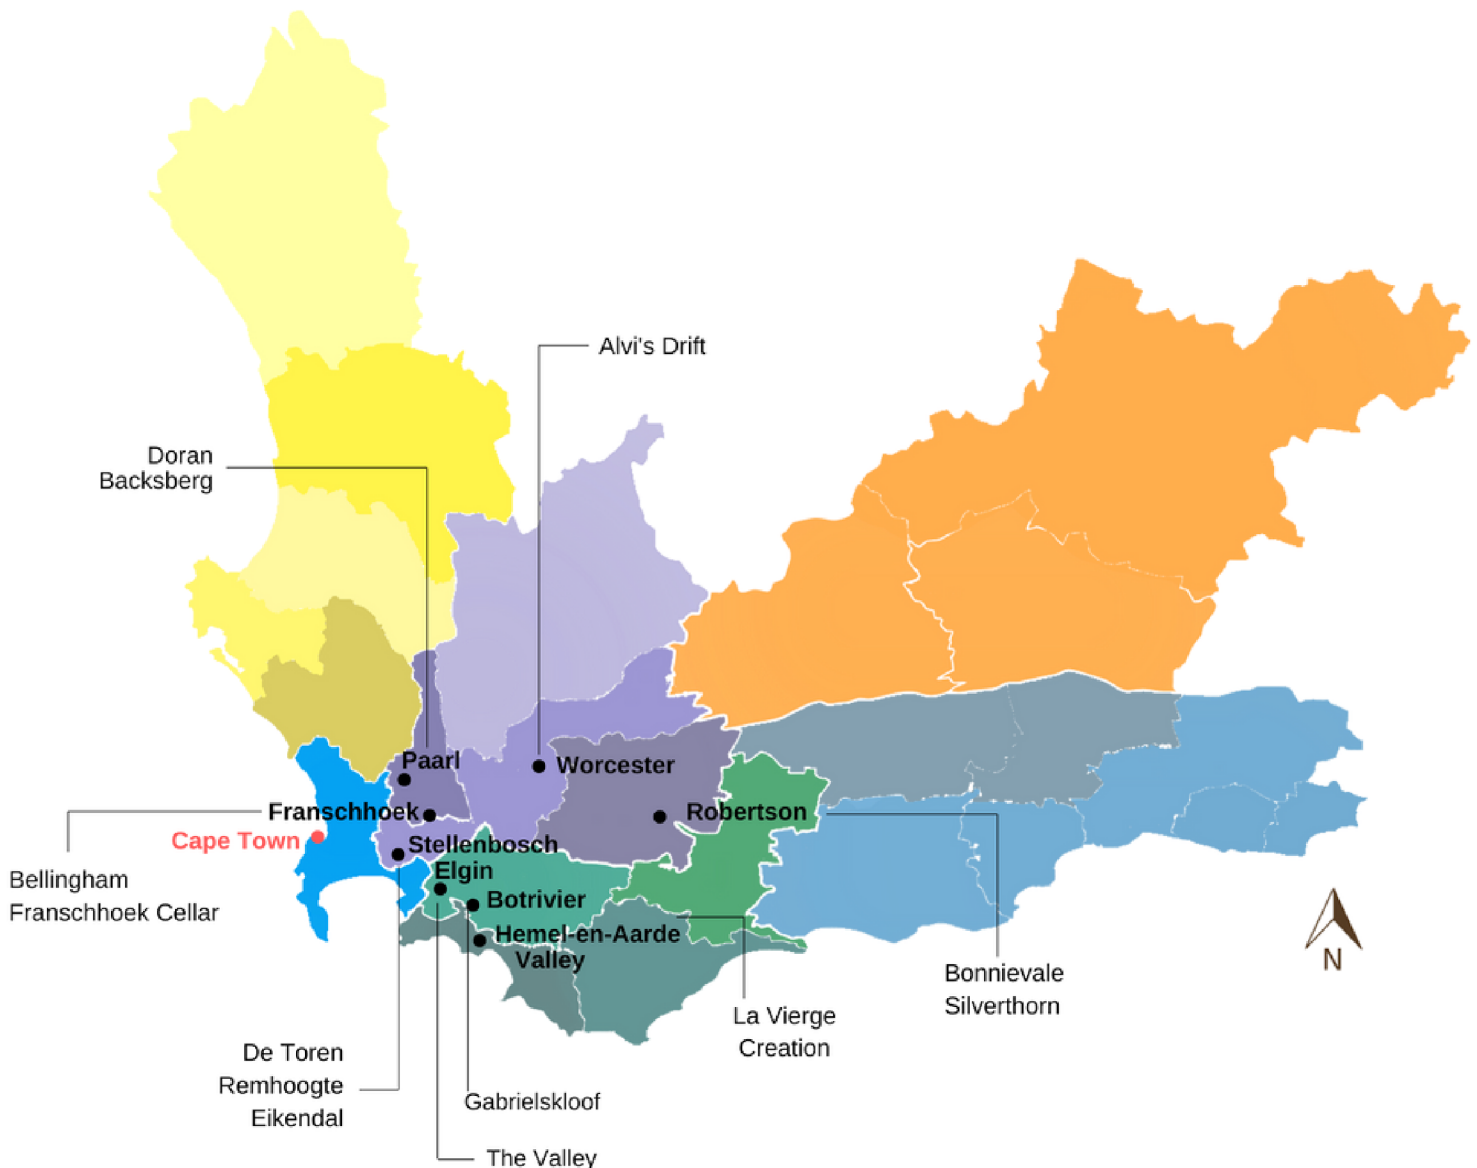 Alvi's Drift
Doran
Backsberg
Paarl
Worcester
Franschhoek
Robertson
Cape Town
Stellenbosch
Elgin
Bellingham
Franschhoek Cellar
Botrivier
Hemel-en-Aarde
Valley
N
Bonnievale
Silverthorn
La Vierge
Creation
De Toren
Remhoogte
Eikendal
Gabrielskloof
The Valley